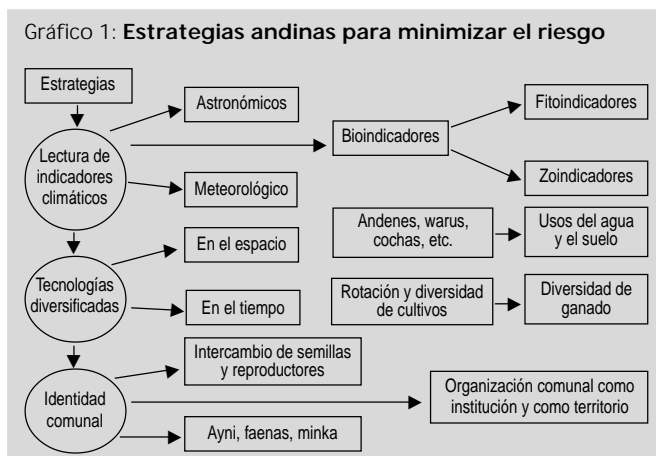 Gráfico 1: Estrategias andinas para minimizar el riesgo
Estrategias
Astronómicos
Fitoindicadores
Lectura de
indicadores
climáticos
Bioindicadores
Meteorológico
Zoindicadores
En el espacio
Andenes, warus,
cochas, etc.
Usos del agua
y el suelo
Tecnologías
diversificadas
En el tiempo
Rotación y diversidad
de cultivos
Diversidad de
ganado
Intercambio de semillas
y reproductores
Identidad
comunal
Organización comunal como
institución y como territorio
Ayni, faenas, minka